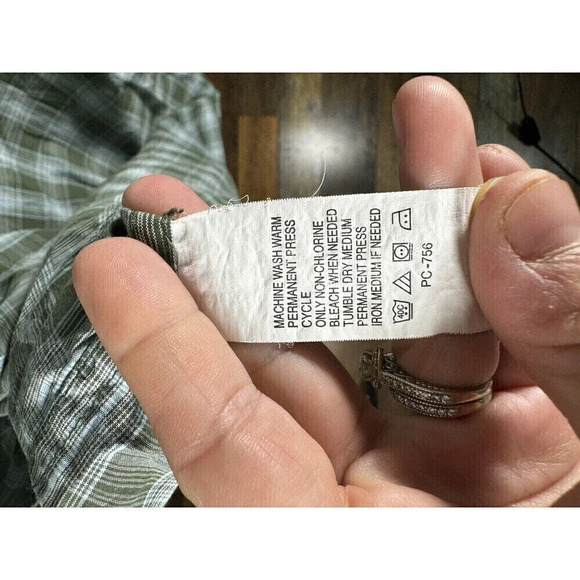 MACHINE WASH WARM
PERMANENT PRESS
CYCLE
ONLY NON-CHLORINE
BLEACH WHEN NEEDED
TUMBLE DRY MEDIUM
PERMANENT PRESS
IRON MEDIUM IF NEEDED
40C
PC-756